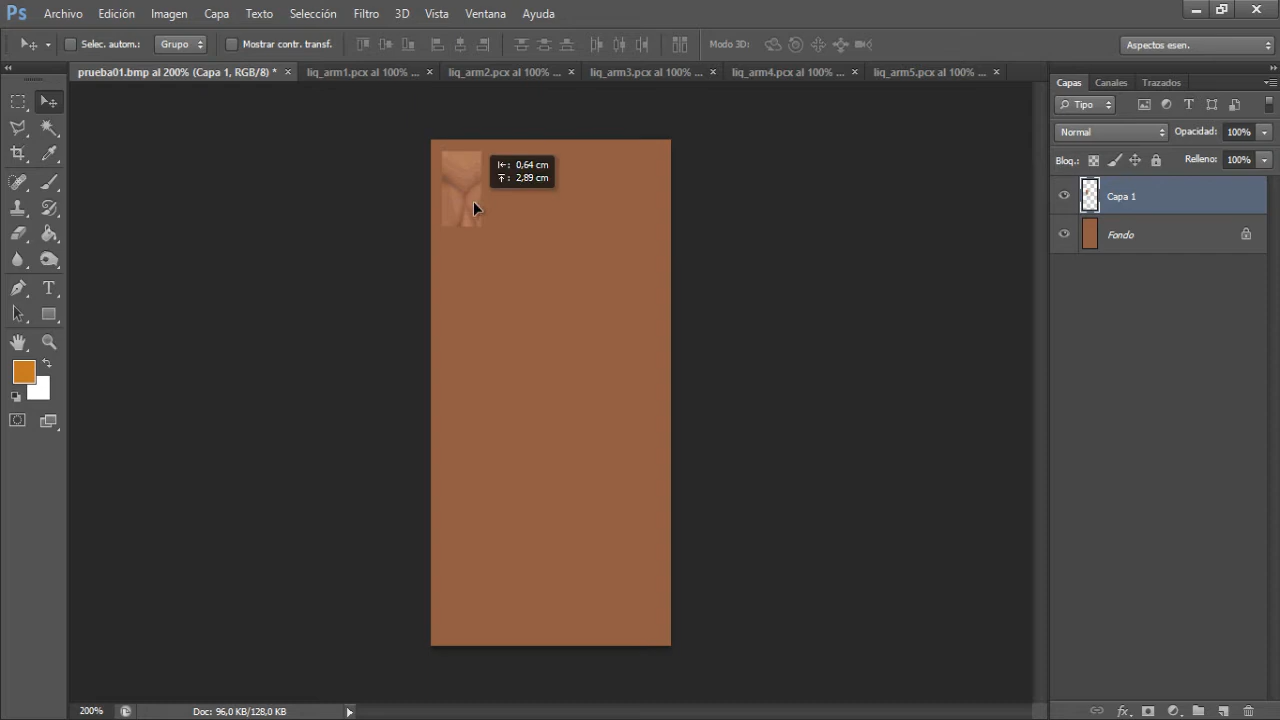 Ps Archivo Edición Imagen Capa Texto Selección Filtro 3D Vista Ventana Ayuda
Selec. autom.: Grupo Mostrar contr. transf. Modo 3D: Aspectos esen.
prueba01.bmp al 200% (Capa 1, RGB/8) * × liq_arm1.pcx al 100% ... × liq_arm2.pcx al 100% ... × liq_arm3.pcx al 100% ... × liq_arm4.pcx al 100% ... × liq_arm5.pcx al 100% ... ×
Capas Canales Trazados
Tipo
Normal Opacidad: 100%
Bloq.: Relleno: 100%
Capa 1
Fondo
0,64 cm
2,89 cm
200% Doc: 96,0 KB/128,0 KB